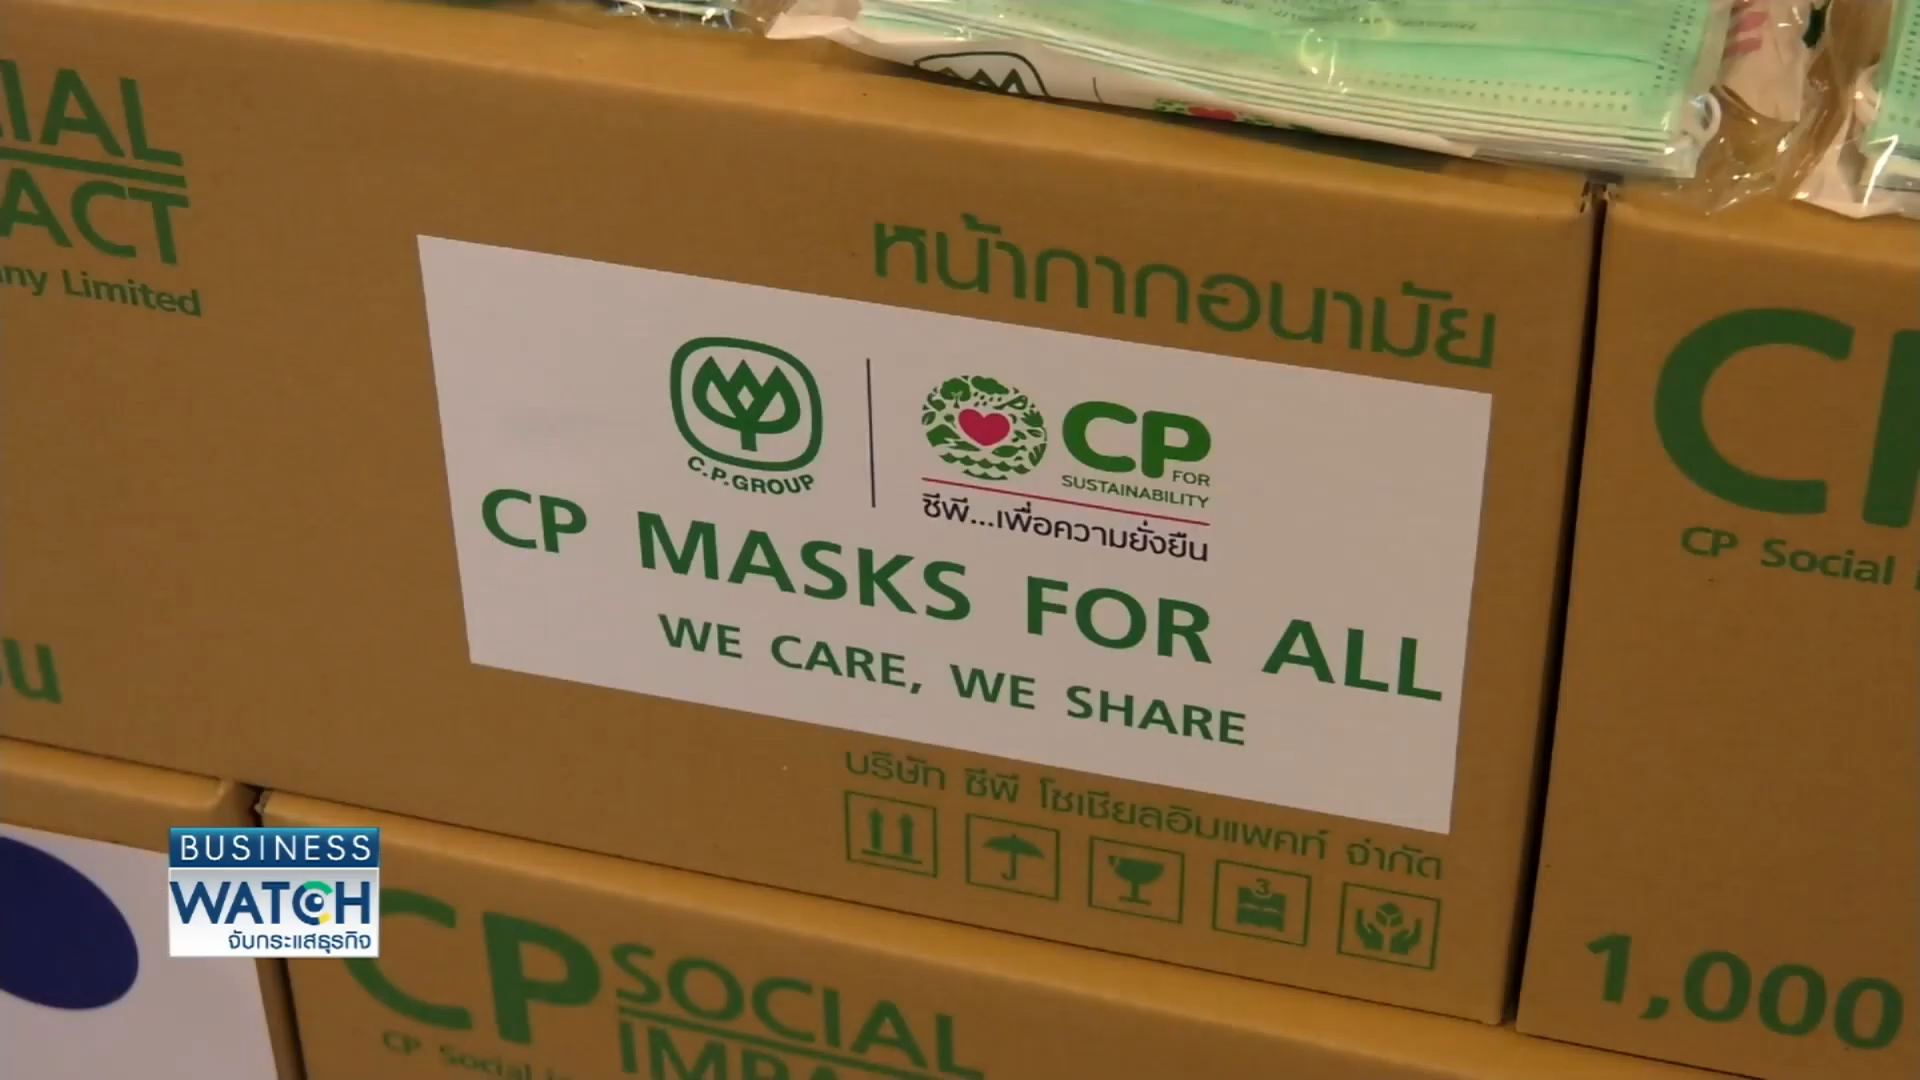 SOCIAL
Limited
หน้ากากอนามัย
C.P.GROUP
CP
FOR
SUSTAINABILITY
ซีพี...เพื่อความยั่งยืน
CP MASKS FOR ALL
WE CARE, WE SHARE
บริษัท ซีพี โซเชียลอิมแพคท์ จำกัด
3
CP Social
1,000
BUSINESS
WATCH
จับกระแสธุรกิจ
CP SOCIAL
CP Social